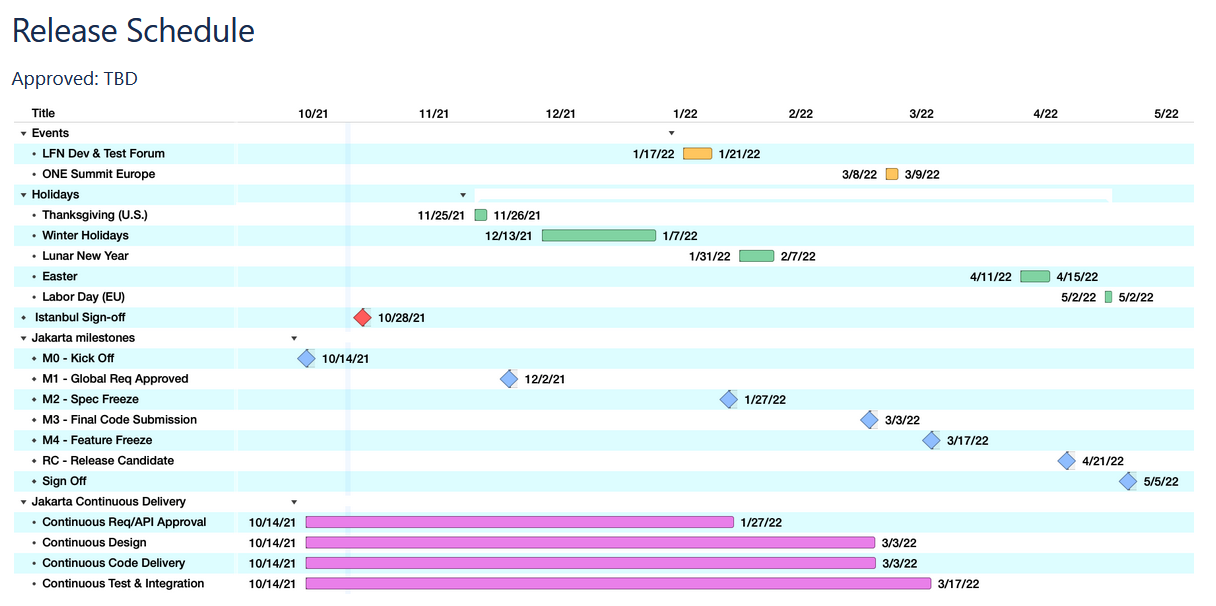 Release Schedule
Approved: TBD
Title 10/21 11/21 12/21 1/22 2/22 3/22 4/22 5/22
Events
LFN Dev & Test Forum 1/17/22 1/21/22
ONE Summit Europe 3/8/22 3/9/22
Holidays
Thanksgiving (U.S.) 11/25/21 11/26/21
Winter Holidays 12/13/21 1/7/22
Lunar New Year 1/31/22 2/7/22
Easter 4/11/22 4/15/22
Labor Day (EU) 5/2/22 5/2/22
Istanbul Sign-off 10/28/21
Jakarta milestones
M0 - Kick Off 10/14/21
M1 - Global Req Approved 12/2/21
M2 - Spec Freeze 1/27/22
M3 - Final Code Submission 3/3/22
M4 - Feature Freeze 3/17/22
RC - Release Candidate 4/21/22
Sign Off 5/5/22
Jakarta Continuous Delivery
Continuous Req/API Approval 10/14/21 1/27/22
Continuous Design 10/14/21 3/3/22
Continuous Code Delivery 10/14/21 3/3/22
Continuous Test & Integration 10/14/21 3/17/22